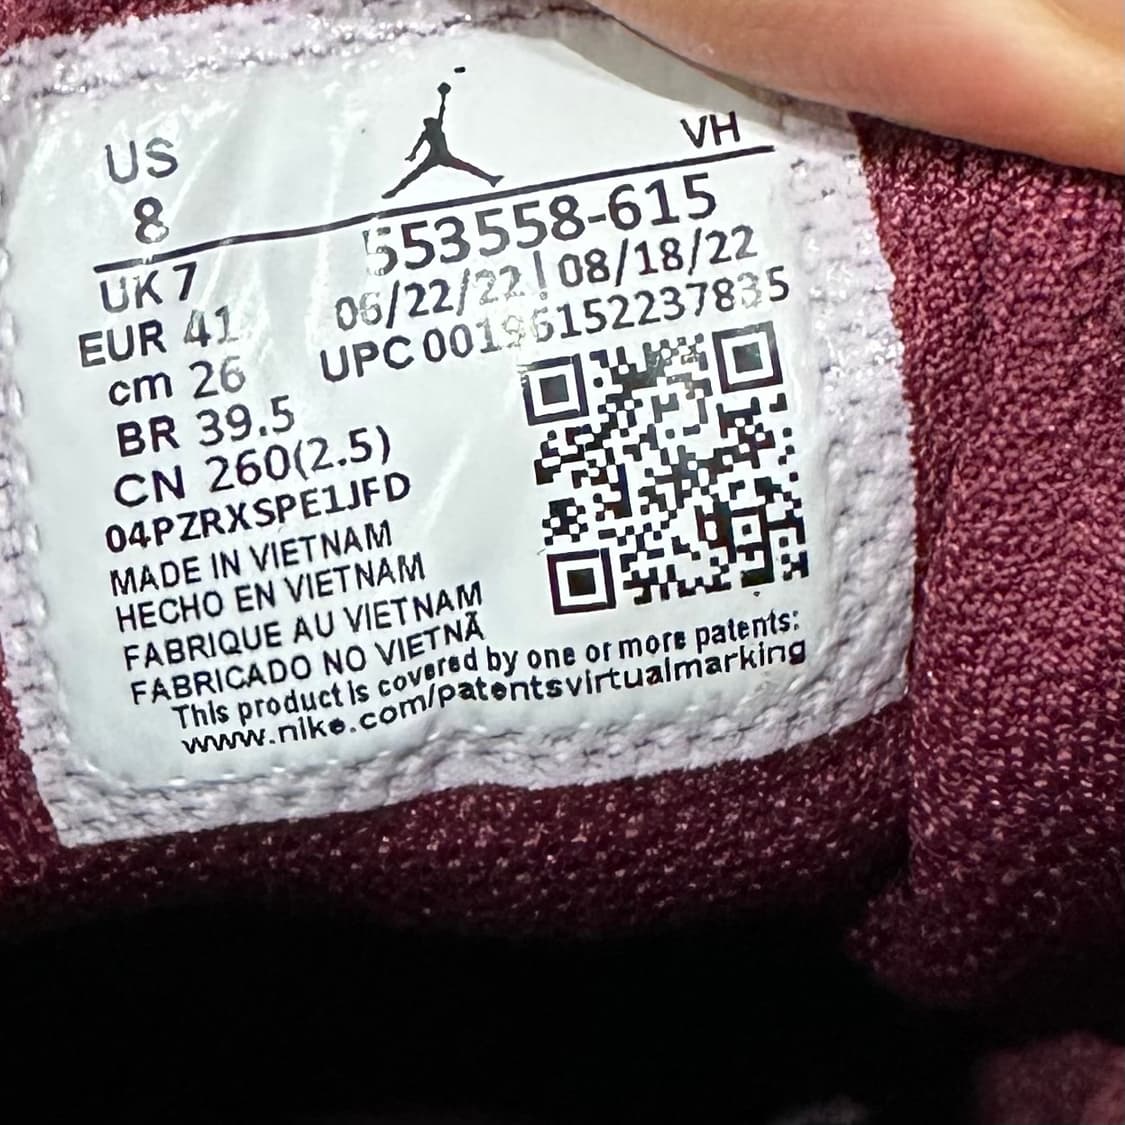 US
8
VH
553558-615
06/22/22 | 08/18/22
UPC 00196152237835
UK 7
EUR 41
cm 26
BR 39.5
CN 260(2.5)
04PZRXSPE1JFD
MADE IN VIETNAM
HECHO EN VIETNAM
FABRIQUE AU VIETNAM
FABRICADO NO VIETNÃ
This product is covered by one or more patents:
www.nike.com/patentsvirtualmarking